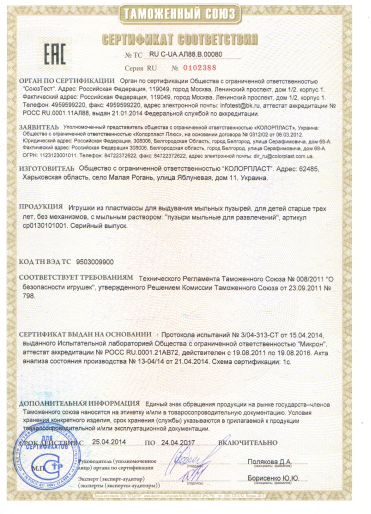 ТАМОЖЕННЫЙ СОЮЗ
СЕРТИФИКАТ СООТВЕТСТВИЯ
ЕАС
№ ТС RU C-UA.АЛ88.В.00080
Серия RU № 0102388
ОРГАН ПО СЕРТИФИКАЦИИ Орган по сертификации Общества с ограниченной ответственностью
"СоюзТест". Адрес: Российская Федерация, 119049, город Москва, Ленинский проспект, дом 1/2, корпус 1.
Фактический адрес: Российская Федерация, 119049, город Москва, Ленинский проспект, дом 1/2, корпус 1.
Телефон: 4959599220, факс: 4959599220, адрес электронной почты: infotest@bk.ru, аттестат аккредитации №
РОСС RU.0001.11АЛ88, выдан 21.01.2014 Федеральной службой по аккредитации.
ЗАЯВИТЕЛЬ Уполномоченный представитель общества с ограниченной ответственностью «КОЛОРПЛАСТ», Украина:
Общество с ограниченной ответственностью «Колорпласт Плюс», на основании Договора № 0312/02 от 06.03.2012.
Юридический адрес: Российская Федерация, 308006, Белгородская область, город Белгород, улица Серафимовича, дом 65-А
Фактический адрес: Российская Федерация, 308006, Белгородская область, город Белгород, улица Серафимовича, дом 65-А
ОГРН: 1123123001011, Телефон: 84722372622, факс: 84722372622, адрес электронной почты: dir_ru@colorplast.com.ua
ИЗГОТОВИТЕЛЬ Общество с ограниченной ответственностью "КОЛОРПЛАСТ". Адрес: 62485,
Харьковская область, село Малая Рогань, улица Яблуневая, дом 11, Украина.
ПРОДУКЦИЯ Игрушки из пластмассы для выдувания мыльных пузырей, для детей старше трех
лет, без механизмов, с мыльным раствором: "пузыри мыльные для развлечений", артикул
ср0130101001. Серийный выпуск.
КОД ТН ВЭД ТС 9503009900
СООТВЕТСТВУЕТ ТРЕБОВАНИЯМ Технического Регламента Таможенного Союза № 008/2011 "О
безопасности игрушек", утвержденного Решением Комиссии Таможенного Союза от 23.09.2011 №
798.
СЕРТИФИКАТ ВЫДАН НА ОСНОВАНИИ Протокола испытаний № 3/04-313-СТ от 15.04.2014,
выданного Испытательной лабораторией Общества с ограниченной ответственностью "Микрон",
аттестат аккредитации № РОСС RU.0001.21АВ72, действителен с 19.08.2011 по 19.08.2016. Акта
анализа состояния производства № 13-04/14 от 21.04.2014. Схема сертификации: 1с.
ДОПОЛНИТЕЛЬНАЯ ИНФОРМАЦИЯ Единый знак обращения продукции на рынке государств-членов
Таможенного союза наносится на этикетку и/или в товаросопроводительную документацию. Условия
хранения конкретного изделия, срок хранения (службы) указываются в прилагаемой к продукции
товаросопроводительной и/или эксплуатационной документации.
СРОК ДЕЙСТВИЯ С 25.04.2014 ПО 24.04.2017 ВКЛЮЧИТЕЛЬНО
ДЛЯ СЕРТИФИКАТОВ
М.П.
Руководитель (уполномоченное
лицо) органа по сертификации
Полякова Д.А.
Эксперт (эксперт-аудитор)
(эксперты (эксперты-аудиторы))
Борисенко Ю.Ю.